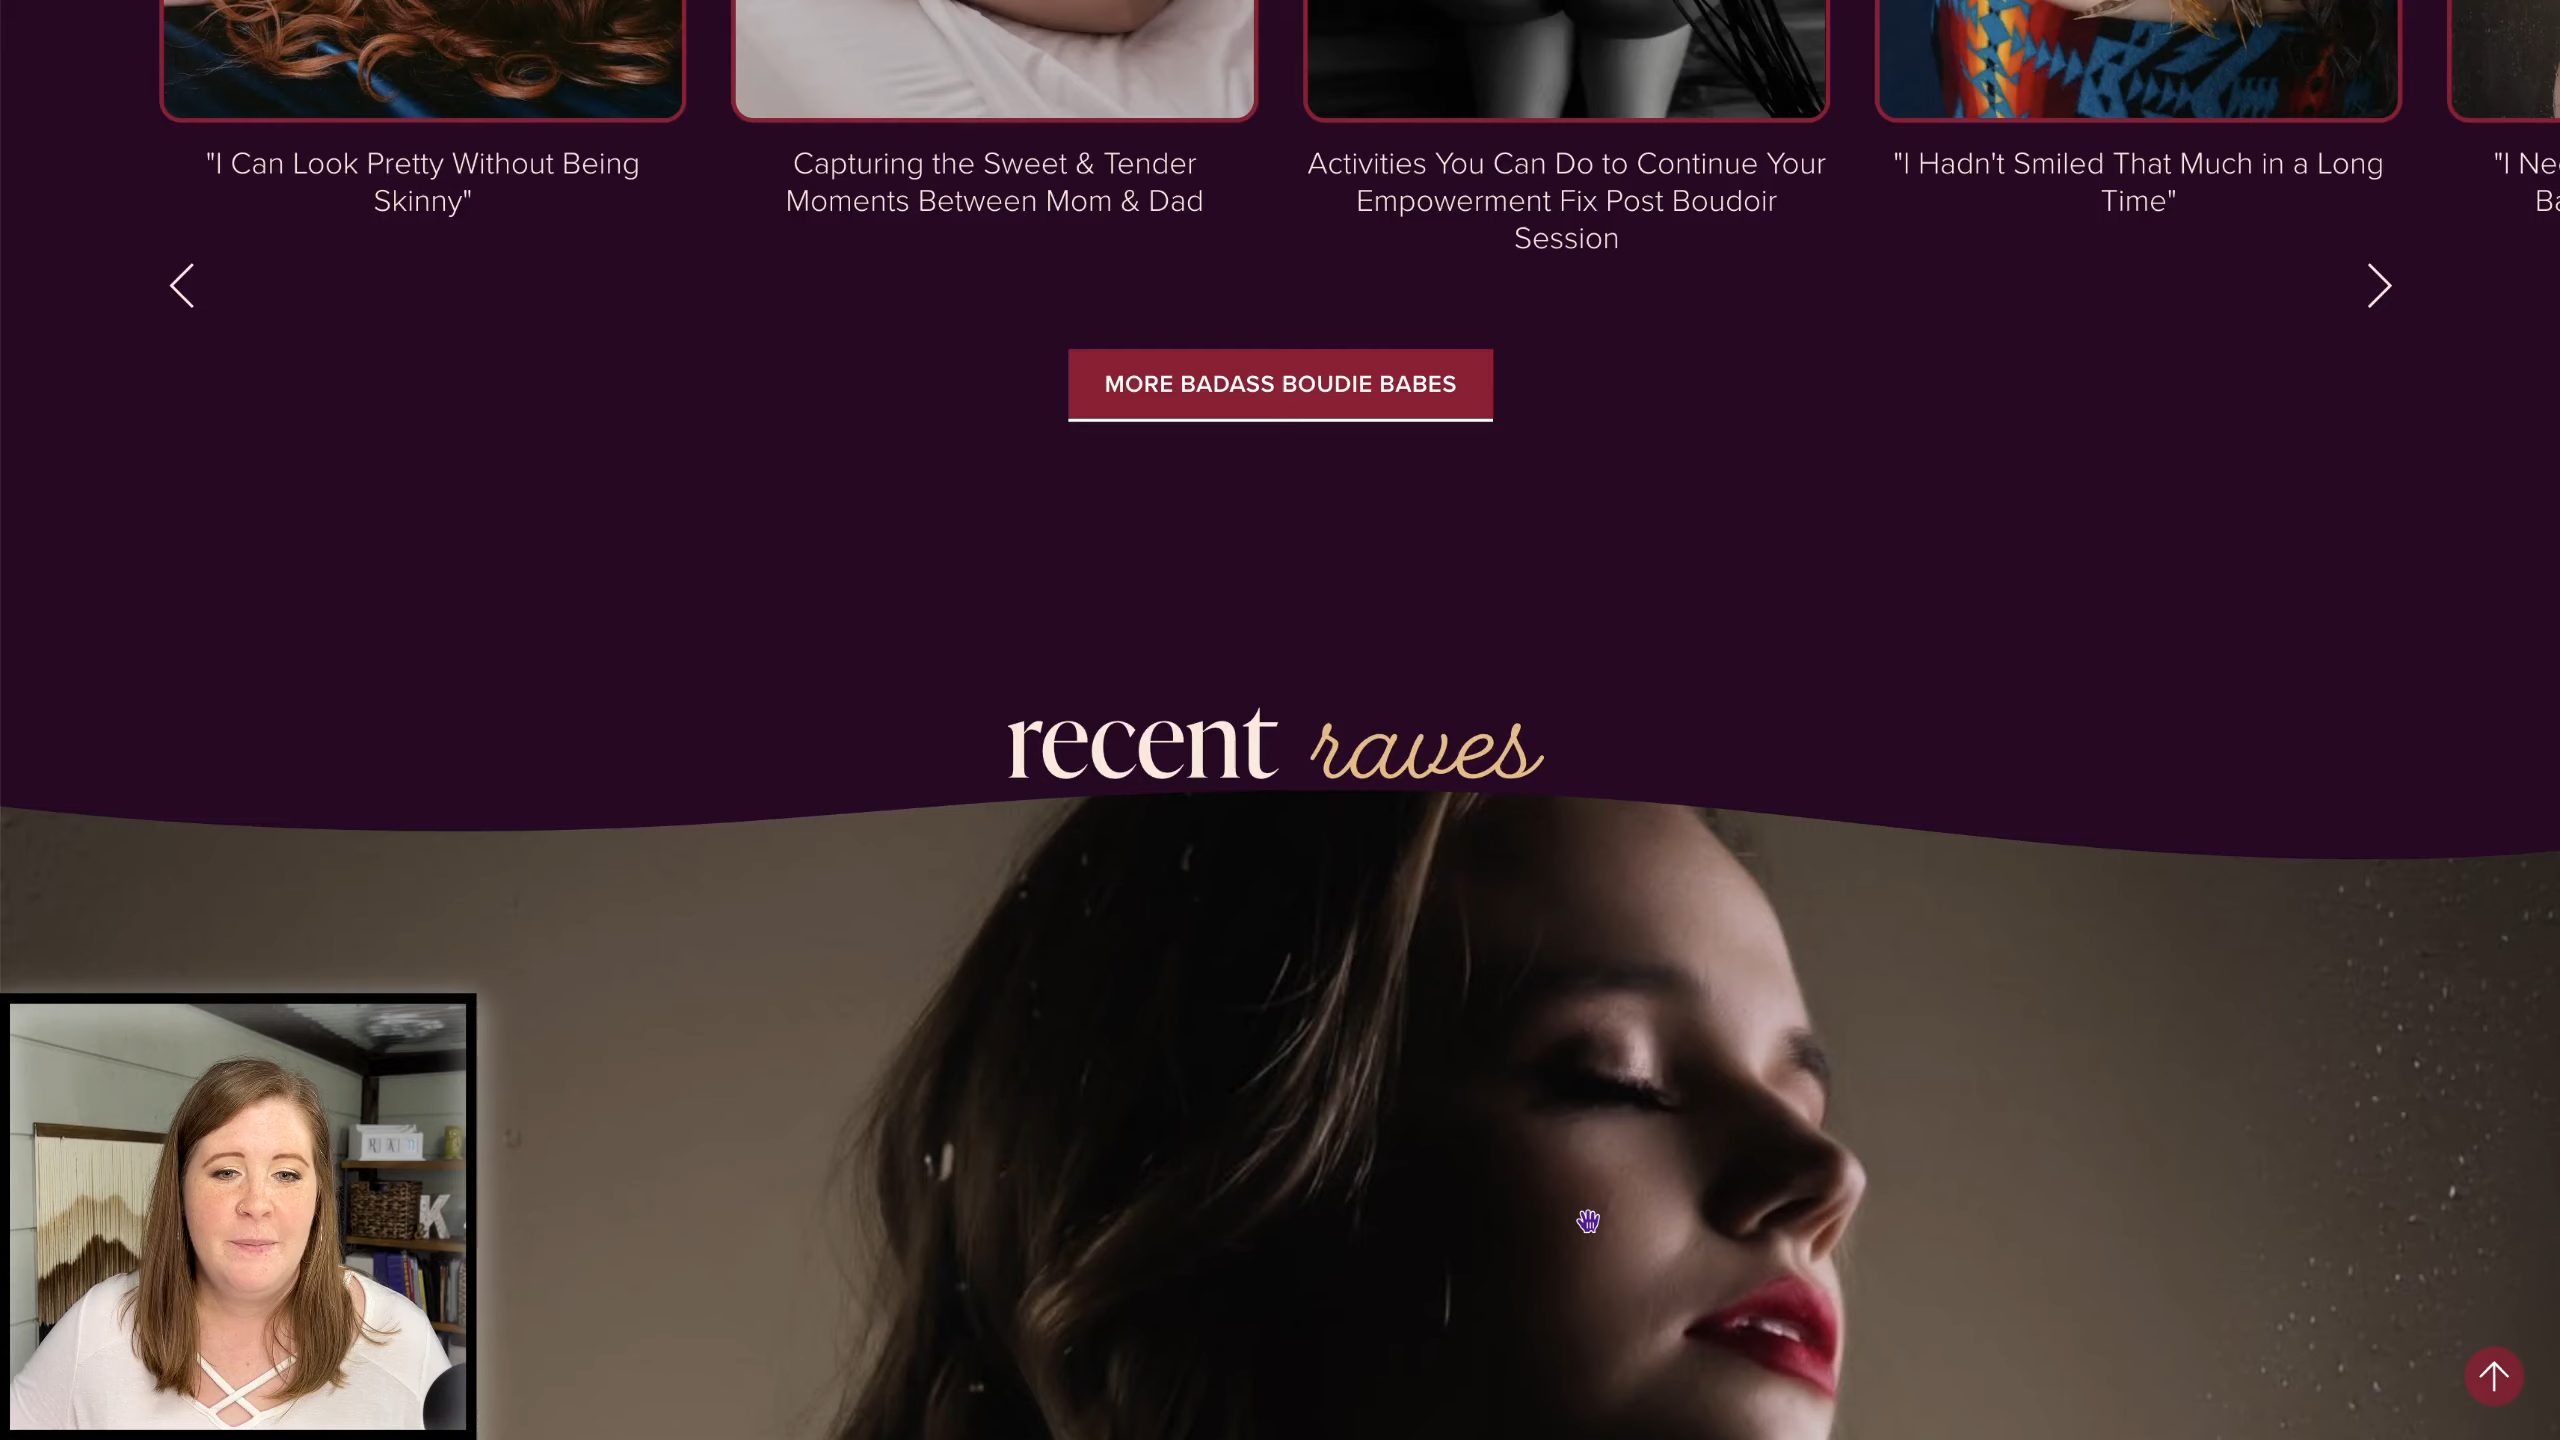 "I Can Look Pretty Without Being
Skinny"
Capturing the Sweet & Tender
Moments Between Mom & Dad
Activities You Can Do to Continue Your
Empowerment Fix Post Boudoir
Session
"I Hadn't Smiled That Much in a Long
Time"
"I Ne
Ba
MORE BADASS BOUDIE BABES
recent raves
K